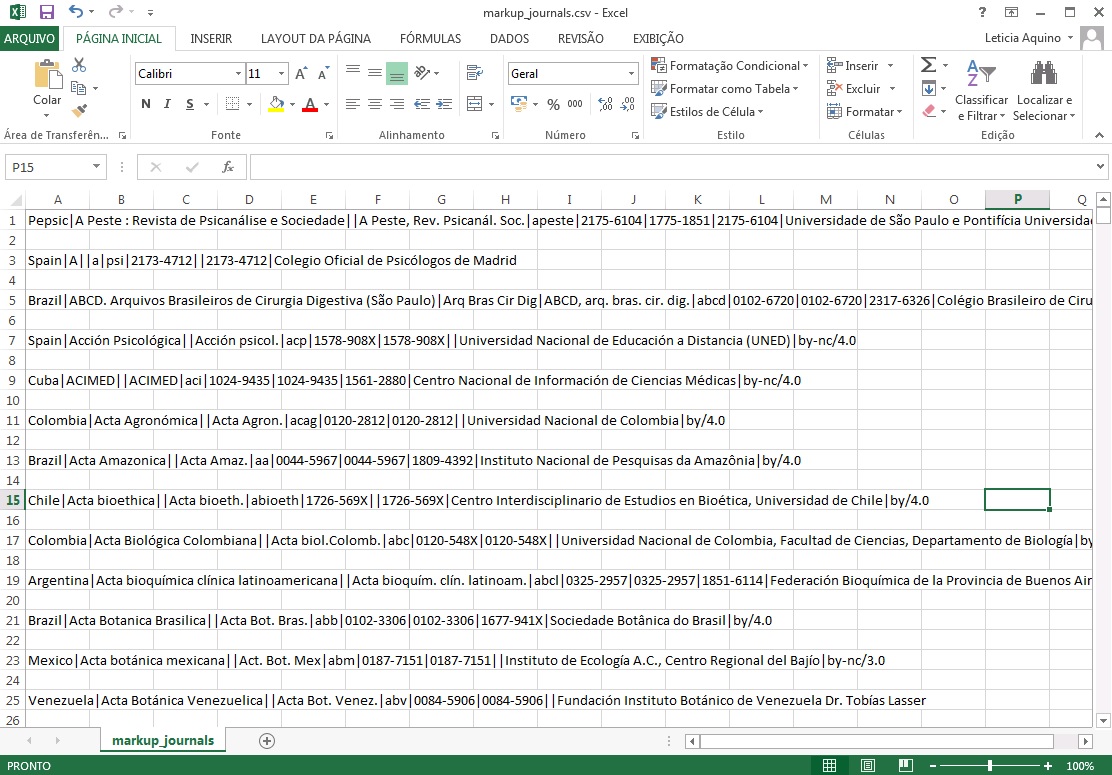 markup_journals.csv - Excel
?
ARQUIVO PÁGINA INICIAL INSERIR LAYOUT DA PÁGINA FÓRMULAS DADOS REVISÃO EXIBIÇÃO Leticia Aquino
Colar
Calibri 11
N I S
Geral
% 000
Formatação Condicional
Formatar como Tabela
Estilos de Célula
Inserir
Excluir
Formatar
Classificar e Filtrar
Localizar e Selecionar
Área de Transferên... Fonte Alinhamento Número Estilo Células Edição
P15 fx
A B C D E F G H I J K L M N O P Q
1 Pepsic|A Peste : Revista de Psicanálise e Sociedade||A Peste, Rev. Psicanál. Soc.|apeste|2175-6104|1775-1851|2175-6104|Universidade de São Paulo e Pontifícia Universidad
2
3 Spain|A||a|psi|2173-4712||2173-4712|Colegio Oficial de Psicólogos de Madrid
4
5 Brazil|ABCD. Arquivos Brasileiros de Cirurgia Digestiva (São Paulo)|Arq Bras Cir Dig|ABCD, arq. bras. cir. dig.|abcd|0102-6720|0102-6720|2317-6326|Colégio Brasileiro de Ciru
6
7 Spain|Acción Psicológica||Acción psicol.|acp|1578-908X|1578-908X||Universidad Nacional de Educación a Distancia (UNED)|by-nc/4.0
8
9 Cuba|ACIMED||ACIMED|aci|1024-9435|1024-9435|1561-2880|Centro Nacional de Información de Ciencias Médicas|by-nc/4.0
10
11 Colombia|Acta Agronómica||Acta Agron.|acag|0120-2812|0120-2812||Universidad Nacional de Colombia|by/4.0
12
13 Brazil|Acta Amazonica||Acta Amaz.|aa|0044-5967|0044-5967|1809-4392|Instituto Nacional de Pesquisas da Amazônia|by/4.0
14
15 Chile|Acta bioethica||Acta bioeth.|abioeth|1726-569X||1726-569X|Centro Interdisciplinario de Estudios en Bioética, Universidad de Chile|by/4.0
16
17 Colombia|Acta Biológica Colombiana||Acta biol.Colomb.|abc|0120-548X|0120-548X||Universidad Nacional de Colombia, Facultad de Ciencias, Departamento de Biología|by
18
19 Argentina|Acta bioquímica clínica latinoamericana||Acta bioquím. clín. latinoam.|abcl|0325-2957|0325-2957|1851-6114|Federación Bioquímica de la Provincia de Buenos Air
20
21 Brazil|Acta Botanica Brasilica||Acta Bot. Bras.|abb|0102-3306|0102-3306|1677-941X|Sociedade Botânica do Brasil|by/4.0
22
23 Mexico|Acta botánica mexicana||Act. Bot. Mex|abm|0187-7151|0187-7151||Instituto de Ecología A.C., Centro Regional del Bajío|by-nc/3.0
24
25 Venezuela|Acta Botánica Venezuelica||Acta Bot. Venez.|abv|0084-5906|0084-5906||Fundación Instituto Botánico de Venezuela Dr. Tobías Lasser
26
markup_journals
PRONTO 100%